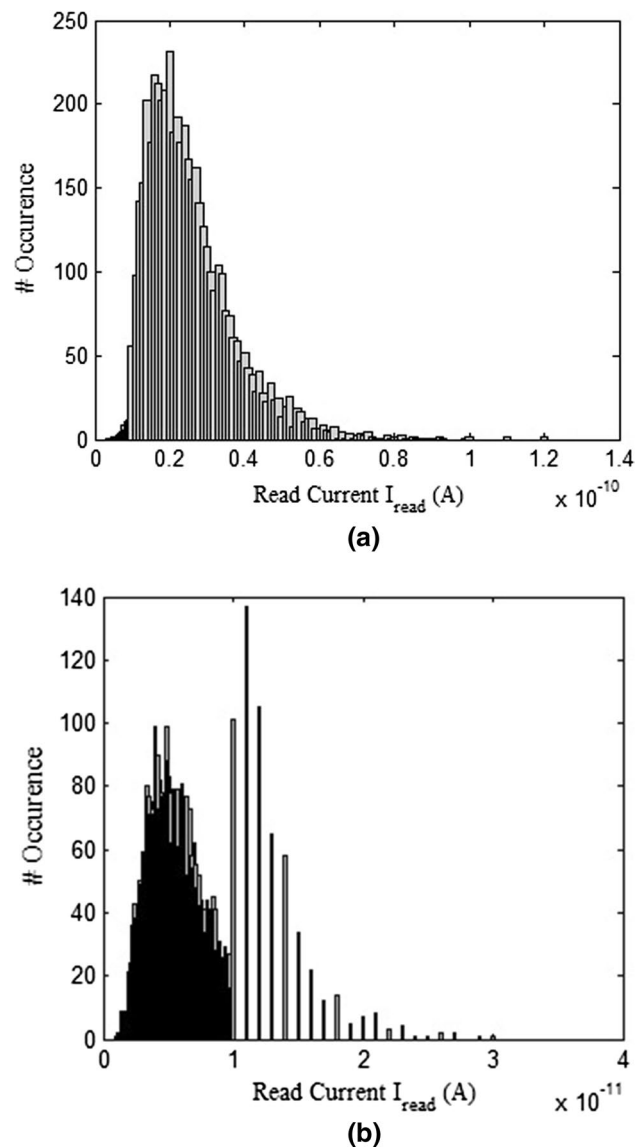 250
200
150
100
50
0
# Occurence
0 0.2 0.4 0.6 0.8 1 1.2 1.4
Read Current I_read (A)
x 10^-10
(a)
140
120
100
80
60
40
20
0
# Occurence
0 1 2 3 4
Read Current I_read (A)
x 10^-11
(b)